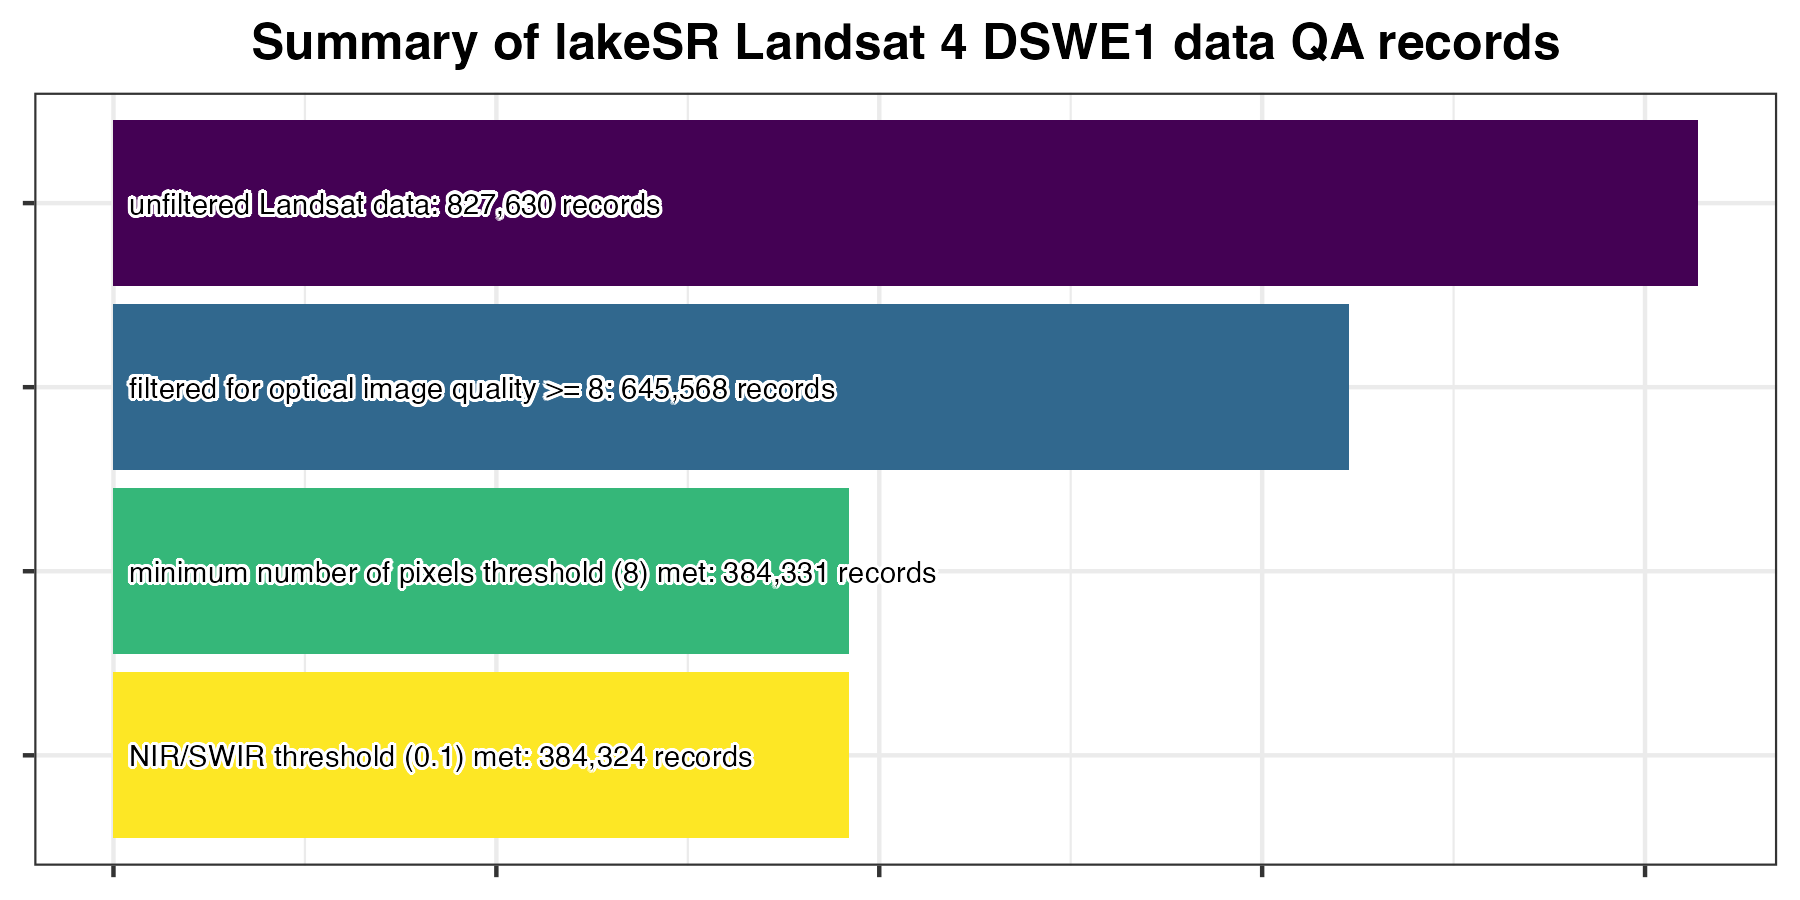 Summary of lakeSR Landsat 4 DSWE1 data QA records
unfiltered Landsat data: 827,630 records
filtered for optical image quality >= 8: 645,568 records
minimum number of pixels threshold (8) met: 384,331 records
NIR/SWIR threshold (0.1) met: 384,324 records